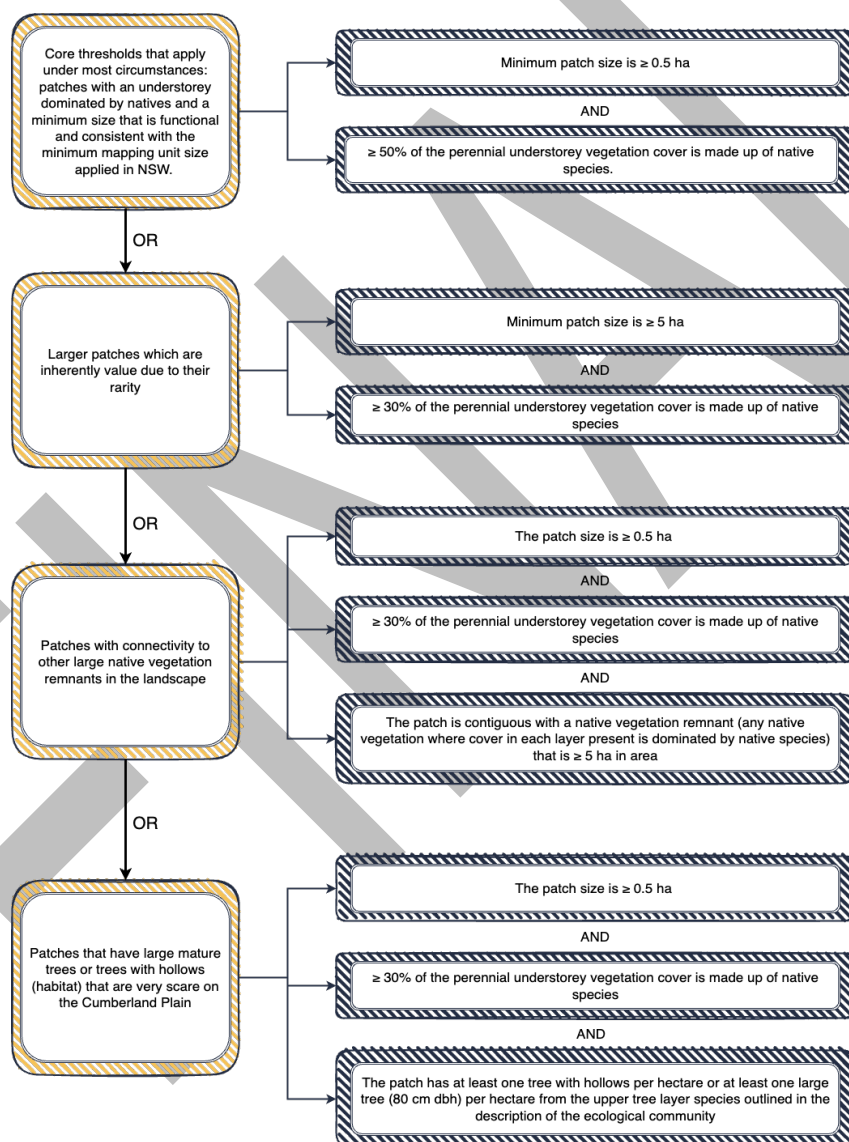 Core thresholds that apply
under most circumstances:
patches with an understorey
dominated by natives and a
minimum size that is functional
and consistent with the
minimum mapping unit size
applied in NSW.
Minimum patch size is ≥ 0.5 ha
AND
≥ 50% of the perennial understorey vegetation cover is made up of native
species.
OR
Larger patches which are
inherently value due to their
rarity
Minimum patch size is ≥ 5 ha
AND
≥ 30% of the perennial understorey vegetation cover is made up of native
species
OR
Patches with connectivity to
other large native vegetation
remnants in the landscape
The patch size is ≥ 0.5 ha
AND
≥ 30% of the perennial understorey vegetation cover is made up of native
species
AND
The patch is contiguous with a native vegetation remnant (any native
vegetation where cover in each layer present is dominated by native species)
that is ≥ 5 ha in area
OR
Patches that have large mature
trees or trees with hollows
(habitat) that are very scare on
the Cumberland Plain
The patch size is ≥ 0.5 ha
AND
≥ 30% of the perennial understorey vegetation cover is made up of native
species
AND
The patch has at least one tree with hollows per hectare or at least one large
tree (80 cm dbh) per hectare from the upper tree layer species outlined in the
description of the ecological community